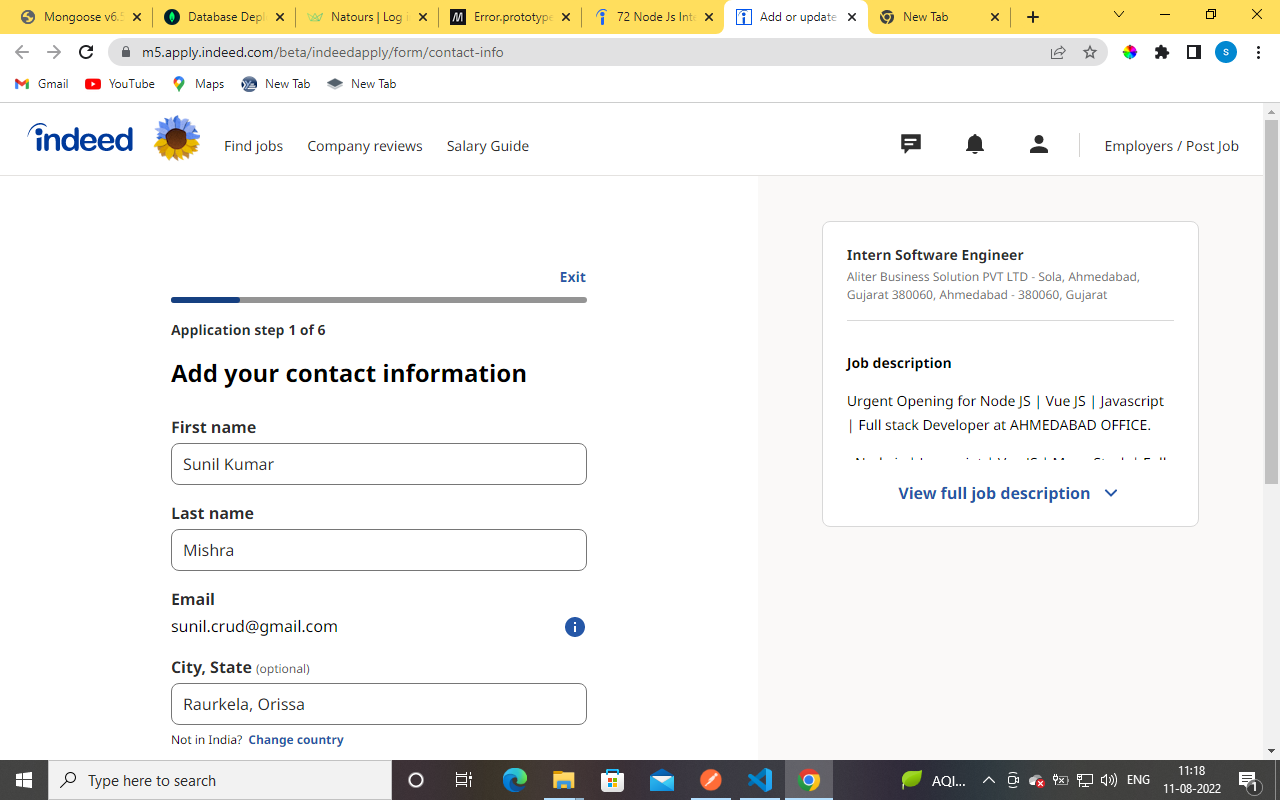 Mongoose v6.5
Database Depl
Natours | Log i
Error.prototype
72 Node Js Inte
Add or update
New Tab
m5.apply.indeed.com/beta/indeedapply/form/contact-info
S
Gmail
YouTube
Maps
New Tab
New Tab
indeed
Find jobs
Company reviews
Salary Guide
Employers / Post Job
Exit
Application step 1 of 6
Add your contact information
First name
Sunil Kumar
Last name
Mishra
Email
sunil.crud@gmail.com
City, State (optional)
Raurkela, Orissa
Not in India? Change country
Intern Software Engineer
Aliter Business Solution PVT LTD - Sola, Ahmedabad,
Gujarat 380060, Ahmedabad - 380060, Gujarat
Job description
Urgent Opening for Node JS | Vue JS | Javascript
| Full stack Developer at AHMEDABAD OFFICE.
View full job description
Type here to search
AQI...
ENG
11:18
11-08-2022
1